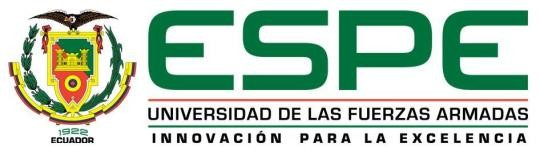 ESPE
UNIVERSIDAD DE LAS FUERZAS ARMADAS
INNOVACIÓN PARA LA EXCELENCIA
1922
ECUADOR